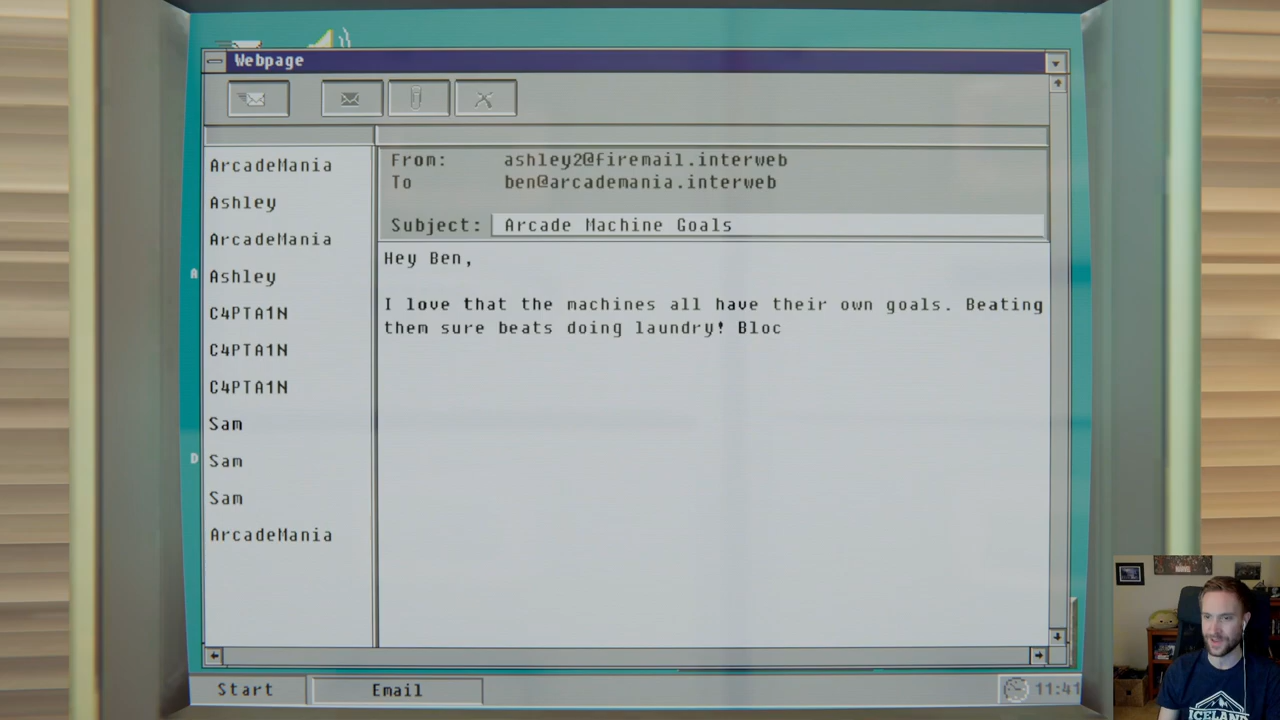 Webpage
ArcadeMania
Ashley
ArcadeMania
Ashley
C4PTA1N
C4PTA1N
C4PTA1N
Sam
Sam
Sam
ArcadeMania
From: ashley2@firemail.interweb
To ben@arcademania.interweb
Subject: Arcade Machine Goals
Hey Ben,
I love that the machines all have their own goals. Beating
them sure beats doing laundry! Bloc
A
D
Start
Email
11:41
ICELAND